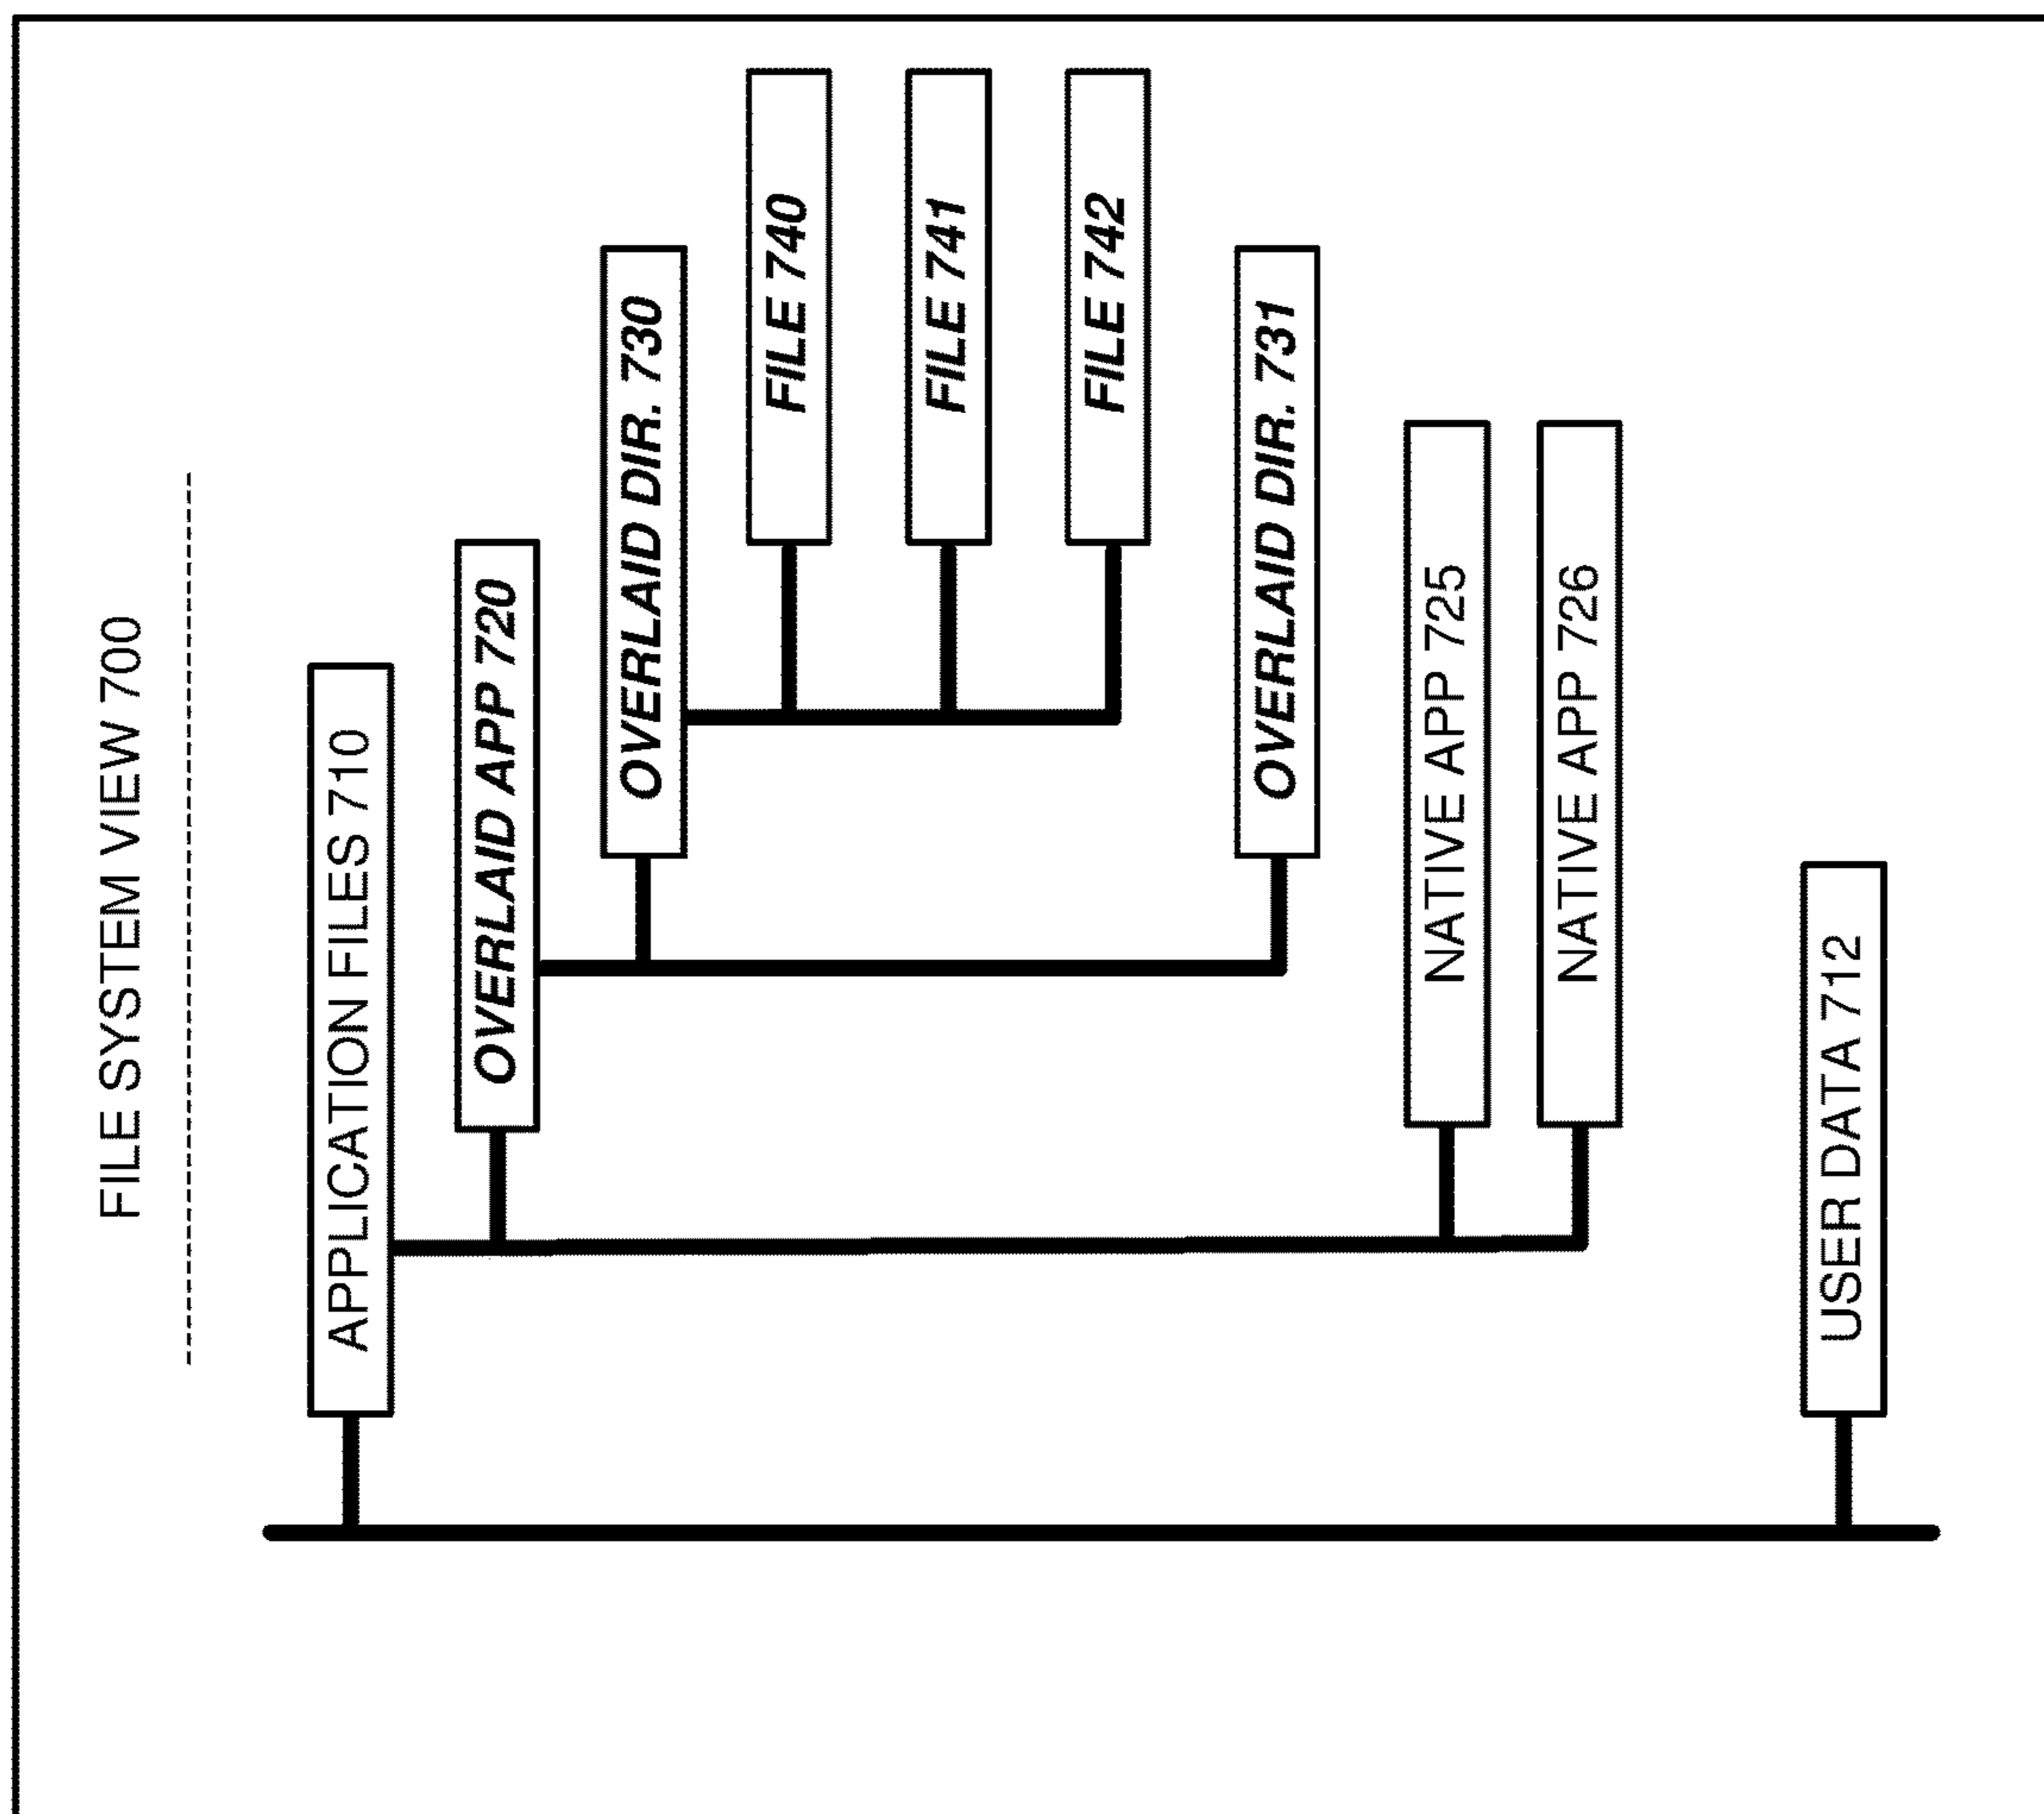 FILE SYSTEM VIEW 700
APPLICATION FILES 710
OVERLAID APP 720
OVERLAID DIR. 730
FILE 740
FILE 741
FILE 742
OVERLAID DIR. 731
NATIVE APP 725
NATIVE APP 726
USER DATA 712